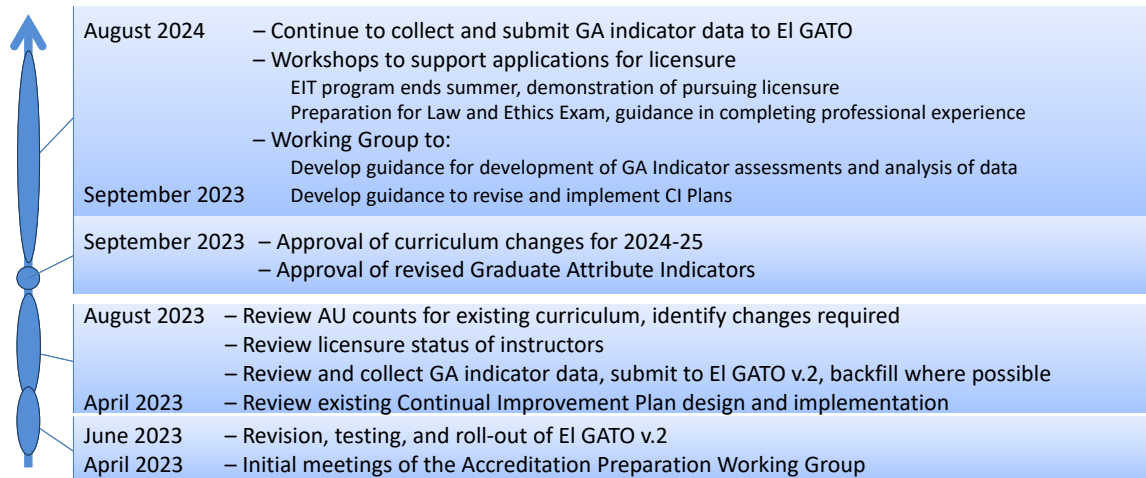 August 2024 – Continue to collect and submit GA indicator data to El GATO
– Workshops to support applications for licensure
EIT program ends summer, demonstration of pursuing licensure
Preparation for Law and Ethics Exam, guidance in completing professional experience
– Working Group to:
Develop guidance for development of GA Indicator assessments and analysis of data
September 2023 Develop guidance to revise and implement CI Plans
September 2023 – Approval of curriculum changes for 2024-25
– Approval of revised Graduate Attribute Indicators
August 2023 – Review AU counts for existing curriculum, identify changes required
– Review licensure status of instructors
– Review and collect GA indicator data, submit to El GATO v.2, backfill where possible
April 2023 – Review existing Continual Improvement Plan design and implementation
June 2023 – Revision, testing, and roll-out of El GATO v.2
April 2023 – Initial meetings of the Accreditation Preparation Working Group